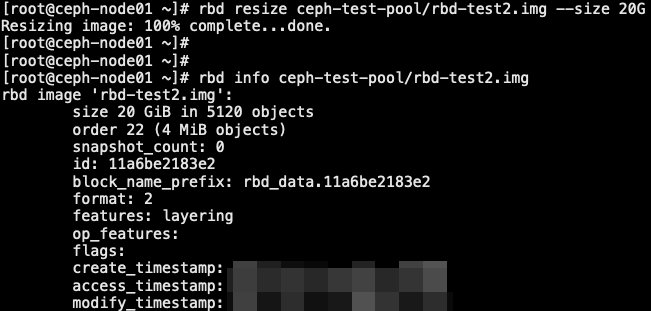 [root@ceph-node01 ~]# rbd resize ceph-test-pool/rbd-test2.img --size 20G
Resizing image: 100% complete...done.
[root@ceph-node01 ~]#
[root@ceph-node01 ~]#
[root@ceph-node01 ~]# rbd info ceph-test-pool/rbd-test2.img
rbd image 'rbd-test2.img':
        size 20 GiB in 5120 objects
        order 22 (4 MiB objects)
        snapshot_count: 0
        id: 11a6be2183e2
        block_name_prefix: rbd_data.11a6be2183e2
        format: 2
        features: layering
        op_features:
        flags:
        create_timestamp:
        access_timestamp:
        modify_timestamp: